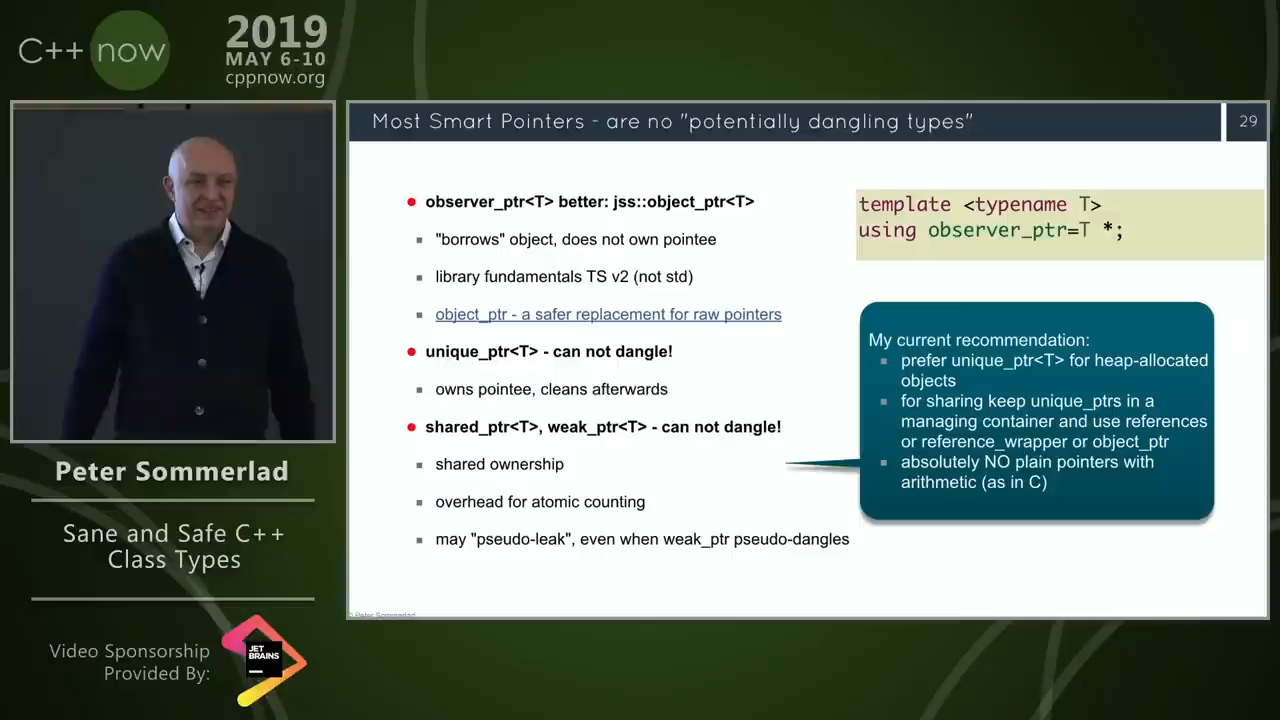 C++ now
2019
MAY 6-10
cppnow.org
Most Smart Pointers - are no "potentially dangling types"
29
observer_ptr<T> better: jss::object_ptr<T>
"borrows" object, does not own pointee
library fundamentals TS v2 (not std)
object_ptr - a safer replacement for raw pointers
unique_ptr<T> - can not dangle!
owns pointee, cleans afterwards
shared_ptr<T>, weak_ptr<T> - can not dangle!
shared ownership
overhead for atomic counting
may "pseudo-leak", even when weak_ptr pseudo-dangles
template <typename T>
using observer_ptr=T *;
My current recommendation:
prefer unique_ptr<T> for heap-allocated
objects
for sharing keep unique_ptrs in a
managing container and use references
or reference_wrapper or object_ptr
absolutely NO plain pointers with
arithmetic (as in C)
© Peter Sommerlad
Peter Sommerlad
Sane and Safe C++
Class Types
Video Sponsorship
Provided By:
JET
BRAINS